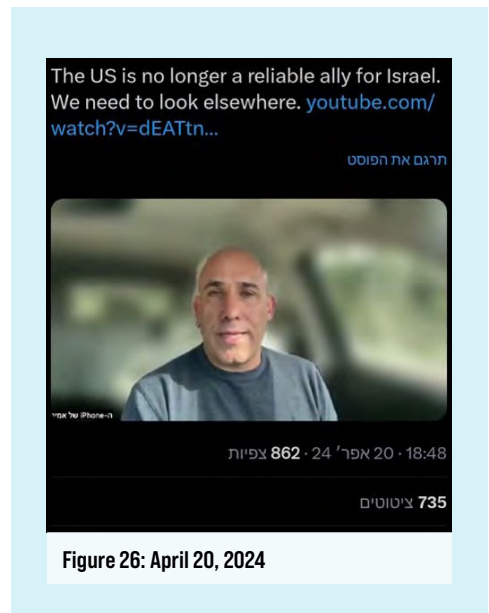 The US is no longer a reliable ally for Israel.
We need to look elsewhere. youtube.com/
watch?v=dEATtn...
תרגם את הפוסט
ה-iPhone של אמיר
18:48 · 20 אפר׳ 24 · 862 צפיות
735 ציטוטים
Figure 26: April 20, 2024